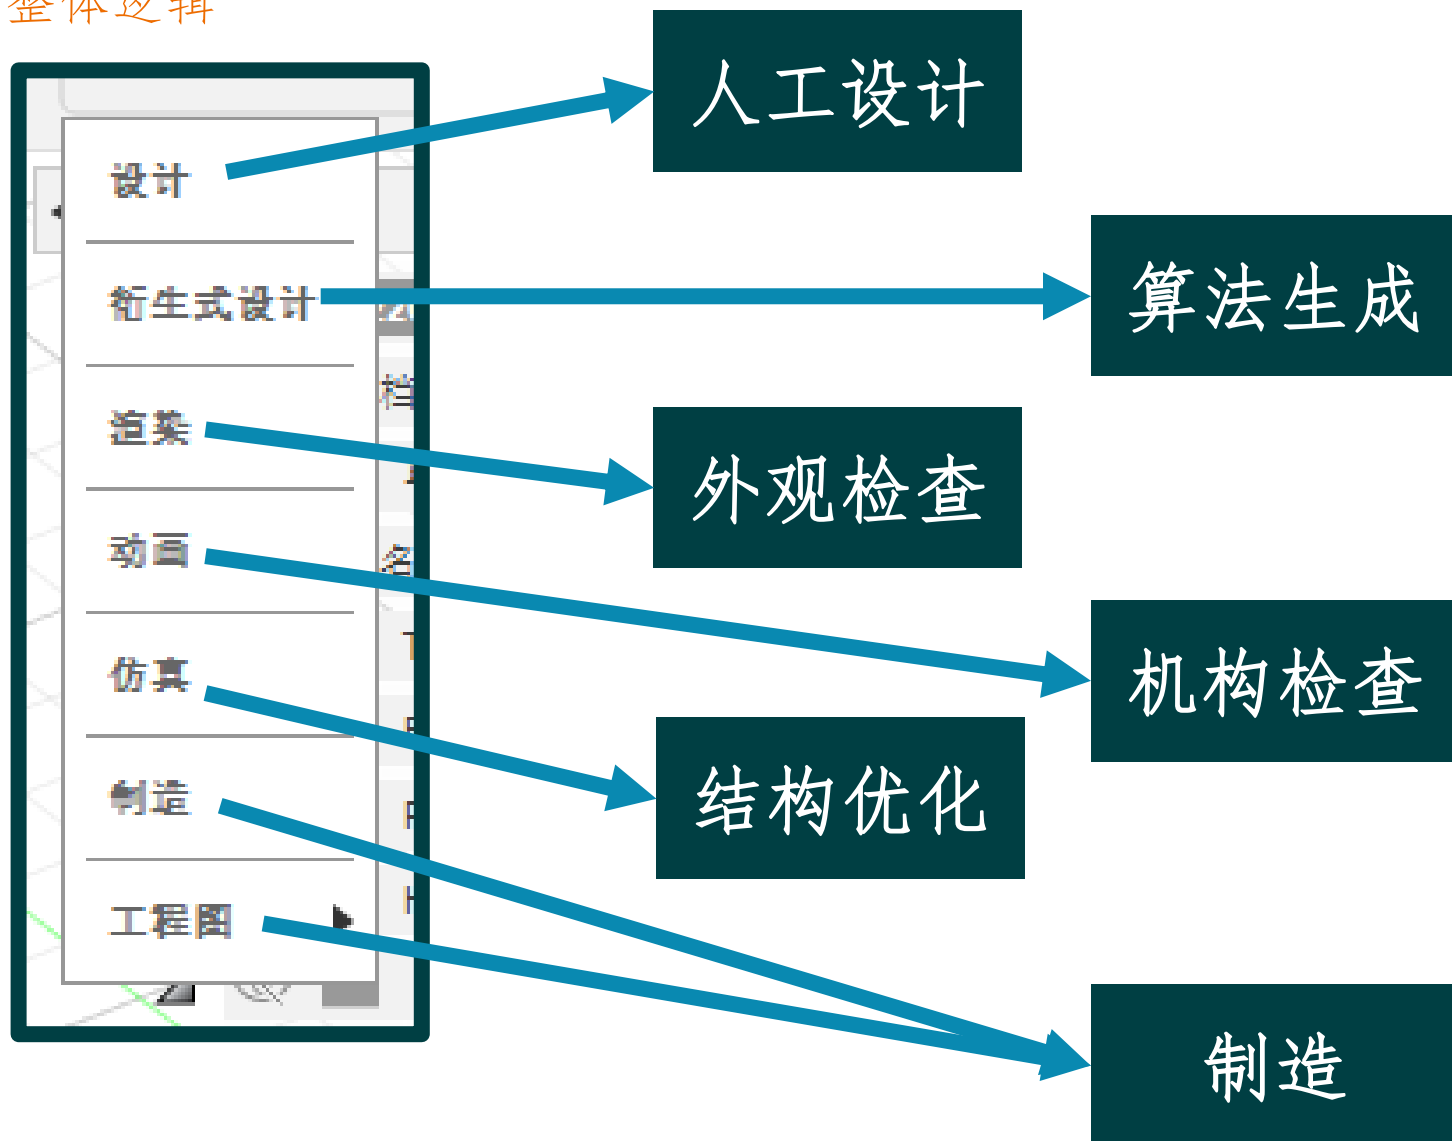 整体逻辑
设计
衍生式设计
渲染
动画
仿真
制造
工程图
人工设计
算法生成
外观检查
机构检查
结构优化
制造